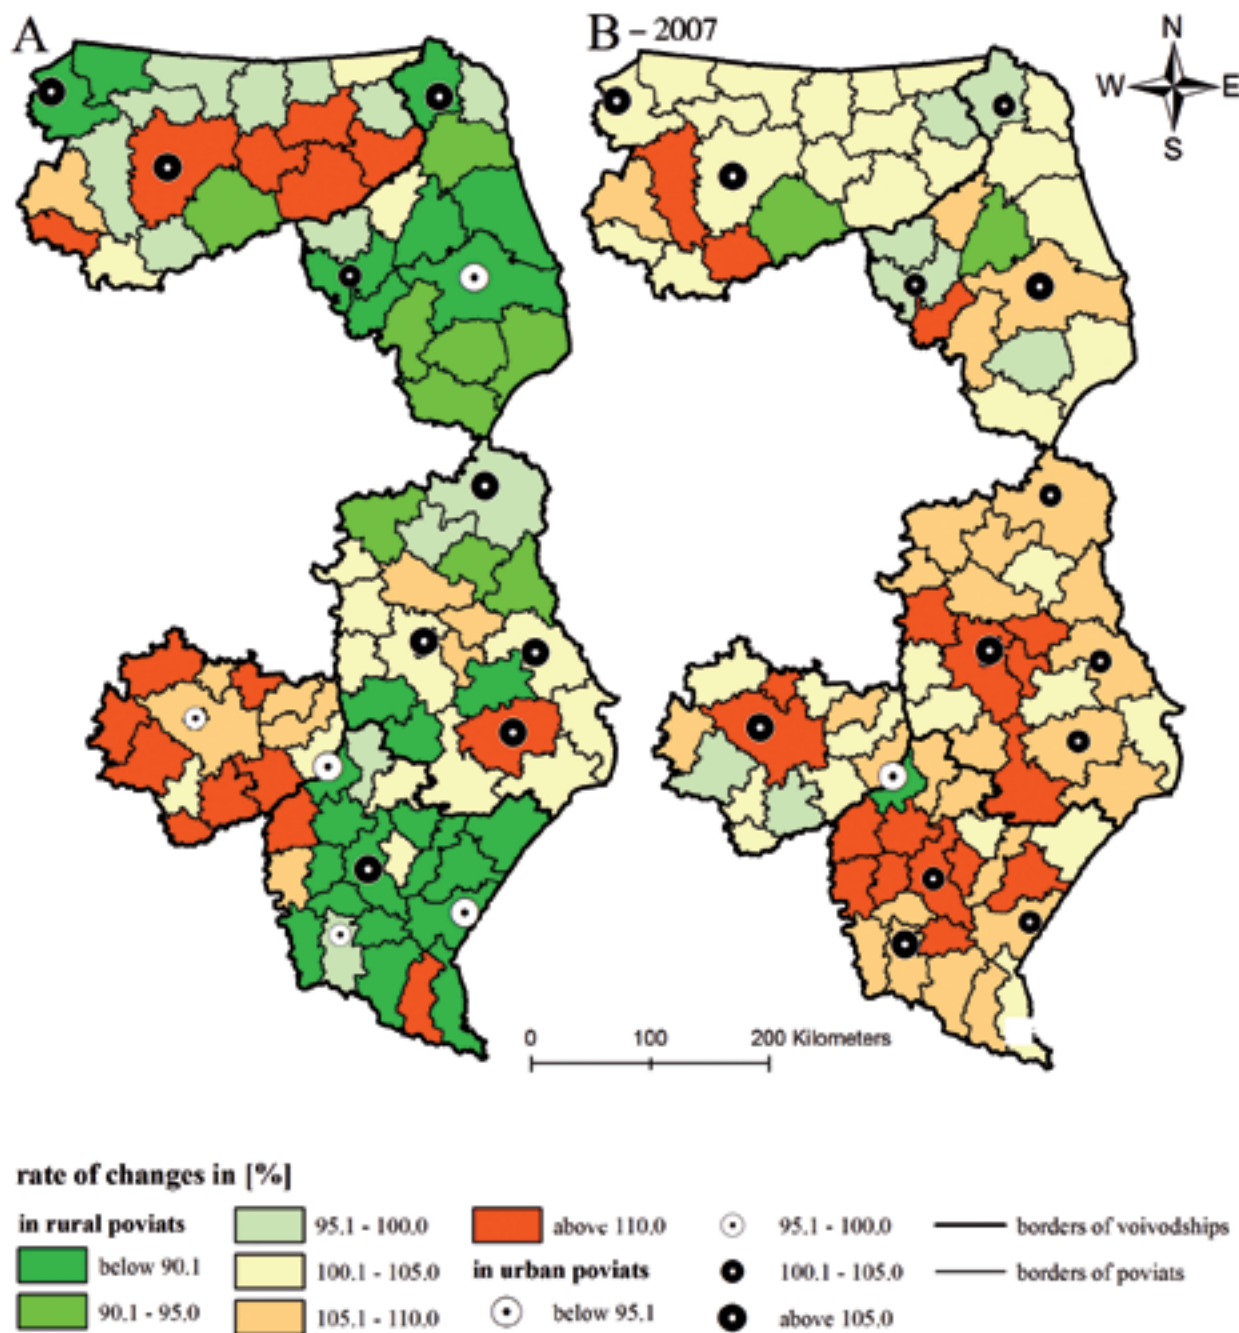 A
B – 2007
N
W E
S
0 100 200 Kilometers
rate of changes in [%]
in rural poviats
below 90.1
90.1 - 95.0
95.1 - 100.0
100.1 - 105.0
105.1 - 110.0
above 110.0
in urban poviats
below 95.1
95.1 - 100.0
100.1 - 105.0
above 105.0
borders of voivodships
borders of poviats